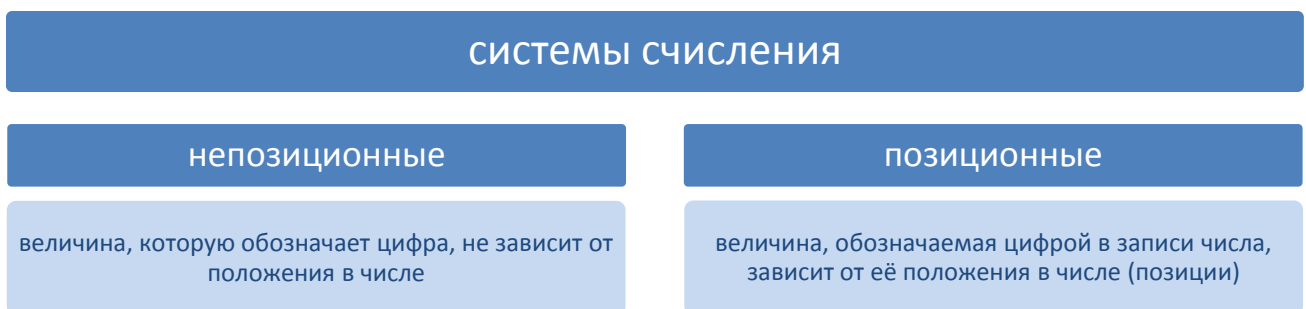 системы счисления
непозиционные
позиционные
величина, которую обозначает цифра, не зависит от
положения в числе
величина, обозначаемая цифрой в записи числа,
зависит от её положения в числе (позиции)